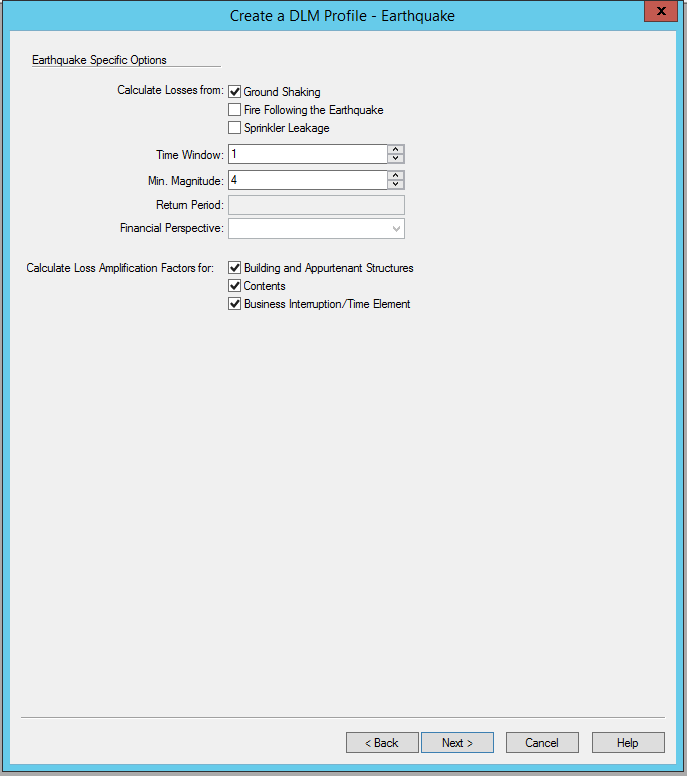 Create a DLM Profile - Earthquake
x
Earthquake Specific Options
Calculate Losses from: Ground Shaking
Fire Following the Earthquake
Sprinkler Leakage
Time Window: 1
Min. Magnitude: 4
Return Period:
Financial Perspective:
Calculate Loss Amplification Factors for: Building and Appurtenant Structures
Contents
Business Interruption/Time Element
< Back Next > Cancel Help